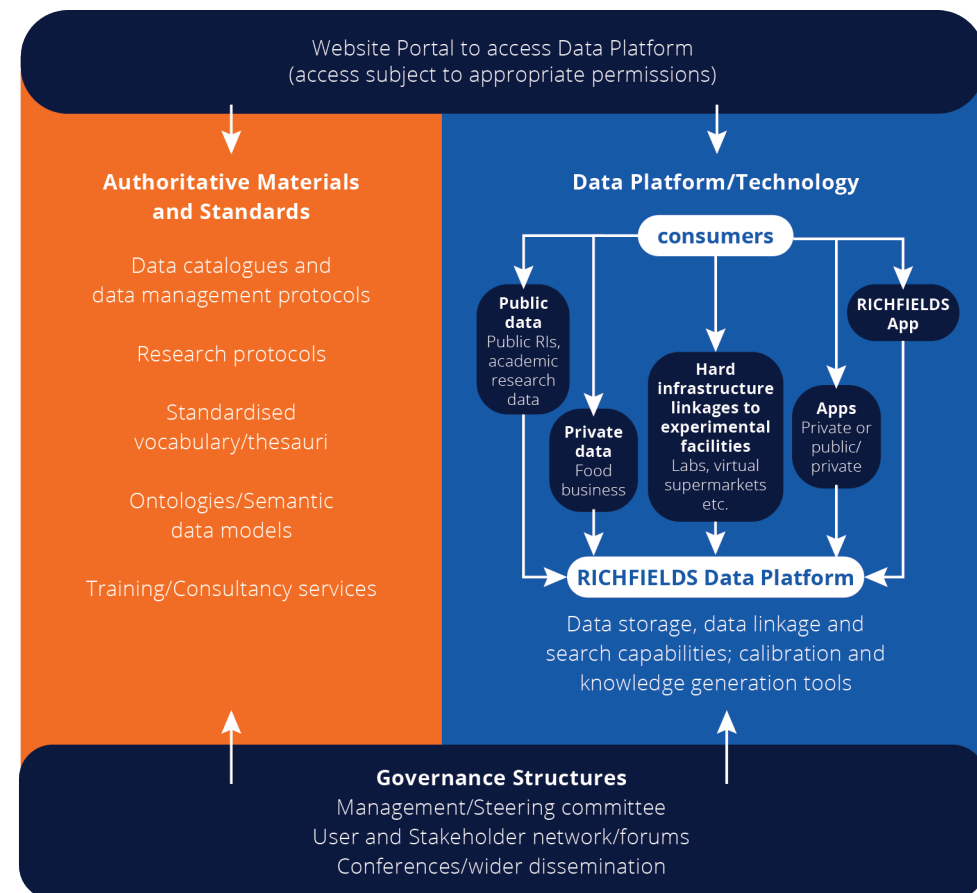 Website Portal to access Data Platform
(access subject to appropriate permissions)
Authoritative Materials
and Standards
Data catalogues and
data management protocols
Research protocols
Standardised
vocabulary/thesauri
Ontologies/Semantic
data models
Training/Consultancy services
Data Platform/Technology
consumers
Public
data
Public RIs,
academic
research
data
Private
data
Food
business
Hard
infrastructure
linkages to
experimental
facilities
Labs, virtual
supermarkets
etc.
Apps
Private or
public/
private
RICHFIELDS
App
RICHFIELDS Data Platform
Data storage, data linkage and
search capabilities; calibration and
knowledge generation tools
Governance Structures
Management/Steering committee
User and Stakeholder network/forums
Conferences/wider dissemination